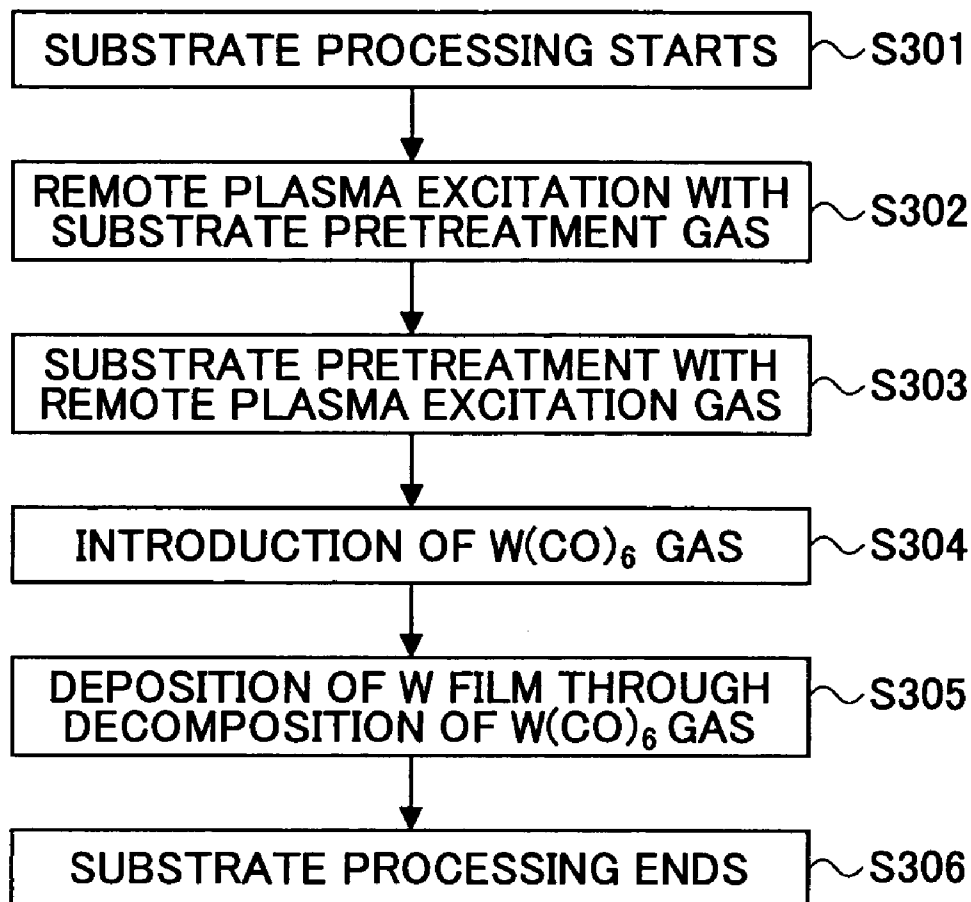 SUBSTRATE PROCESSING STARTS S301
REMOTE PLASMA EXCITATION WITH
SUBSTRATE PRETREATMENT GAS S302
SUBSTRATE PRETREATMENT WITH
REMOTE PLASMA EXCITATION GAS S303
INTRODUCTION OF W(CO)₆ GAS S304
DEPOSITION OF W FILM THROUGH
DECOMPOSITION OF W(CO)₆ GAS S305
SUBSTRATE PROCESSING ENDS S306